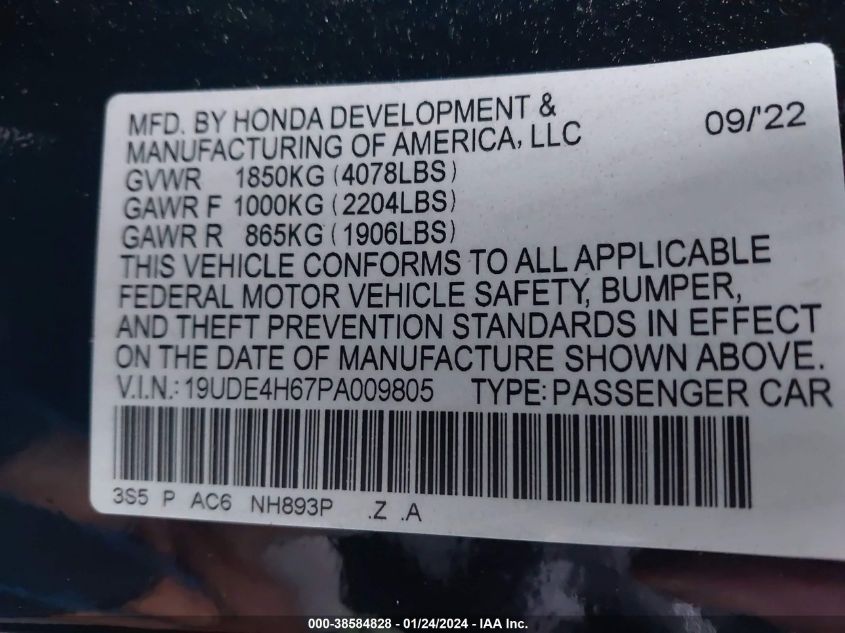 MFD. BY HONDA DEVELOPMENT &
MANUFACTURING OF AMERICA, LLC 09/'22
GVWR 1850KG (4078LBS)
GAWR F 1000KG (2204LBS)
GAWR R 865KG (1906LBS)
THIS VEHICLE CONFORMS TO ALL APPLICABLE
FEDERAL MOTOR VEHICLE SAFETY, BUMPER,
AND THEFT PREVENTION STANDARDS IN EFFECT
ON THE DATE OF MANUFACTURE SHOWN ABOVE.
V.I.N.: 19UDE4H67PA009805 TYPE: PASSENGER CAR
3S5 P AC6 NH893P .Z .A
000-38584828 - 01/24/2024 - IAA Inc.